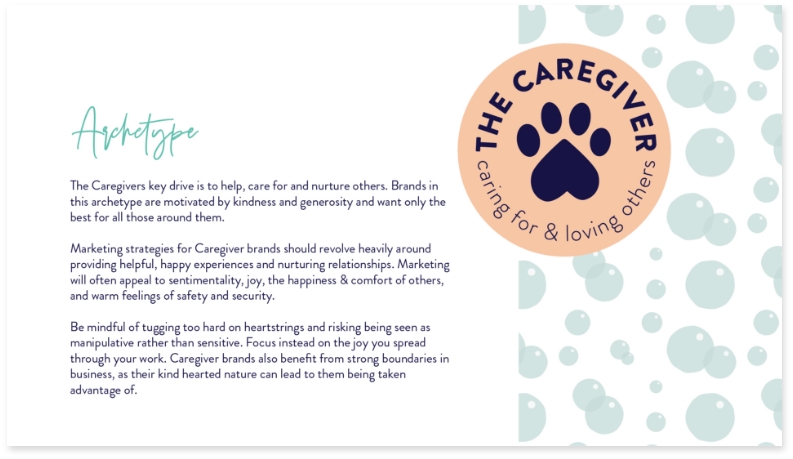 Archetype
The Caregivers key drive is to help, care for and nurture others. Brands in
this archetype are motivated by kindness and generosity and want only the
best for all those around them.
Marketing strategies for Caregiver brands should revolve heavily around
providing helpful, happy experiences and nurturing relationships. Marketing
will often appeal to sentimentality, joy, the happiness & comfort of others,
and warm feelings of safety and security.
Be mindful of tugging too hard on heartstrings and risking being seen as
manipulative rather than sensitive. Focus instead on the joy you spread
through your work. Caregiver brands also benefit from strong boundaries in
business, as their kind hearted nature can lead to them being taken
advantage of.
THE CAREGIVER
caring for & loving others